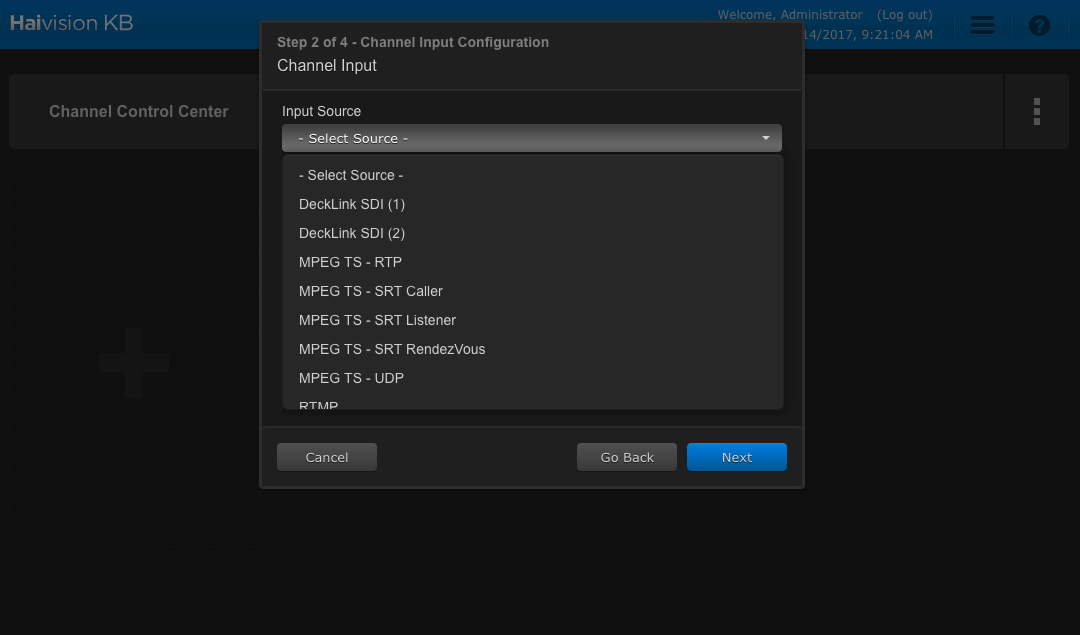 Haivision KB
Welcome, Administrator (Log out)
14/2017, 9:21:04 AM
Step 2 of 4 - Channel Input Configuration
Channel Input
Channel Control Center
Input Source
- Select Source -
- Select Source -
DeckLink SDI (1)
DeckLink SDI (2)
MPEG TS - RTP
MPEG TS - SRT Caller
MPEG TS - SRT Listener
MPEG TS - SRT RendezVous
MPEG TS - UDP
RTMP
Cancel
Go Back
Next